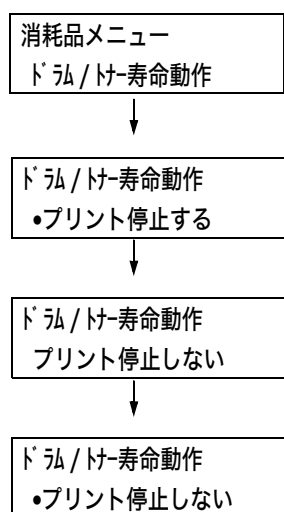 消耗品メニュー
ﾄﾞﾗﾑ / ﾄﾅｰ寿命動作
ﾄﾞﾗﾑ / ﾄﾅｰ寿命動作
•プリント停止する
ﾄﾞﾗﾑ / ﾄﾅｰ寿命動作
プリント停止しない
ﾄﾞﾗﾑ / ﾄﾅｰ寿命動作
•プリント停止しない